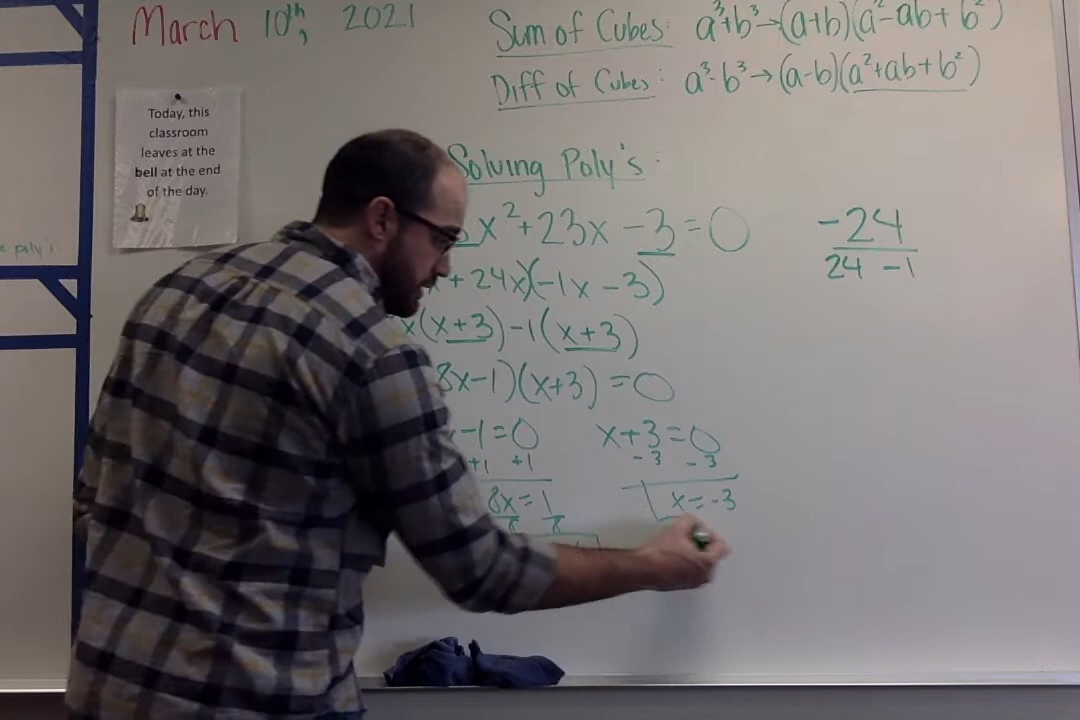 March 10th, 2021
Sum of Cubes: a³+b³→(a+b)(a²-ab+b²)
Diff of Cubes: a³-b³→(a-b)(a²+ab+b²)
Today, this
classroom
leaves at the
bell at the end
of the day.
e poly's
Solving Poly's:
x²+23x-3=0
-24
24 -1
+24x)(-1x-3)
x(x+3)-1(x+3)
8x-1)(x+3)=0
-1=0
+1 +1
8x=1
8 8
x+3=0
-3 -3
x=-3